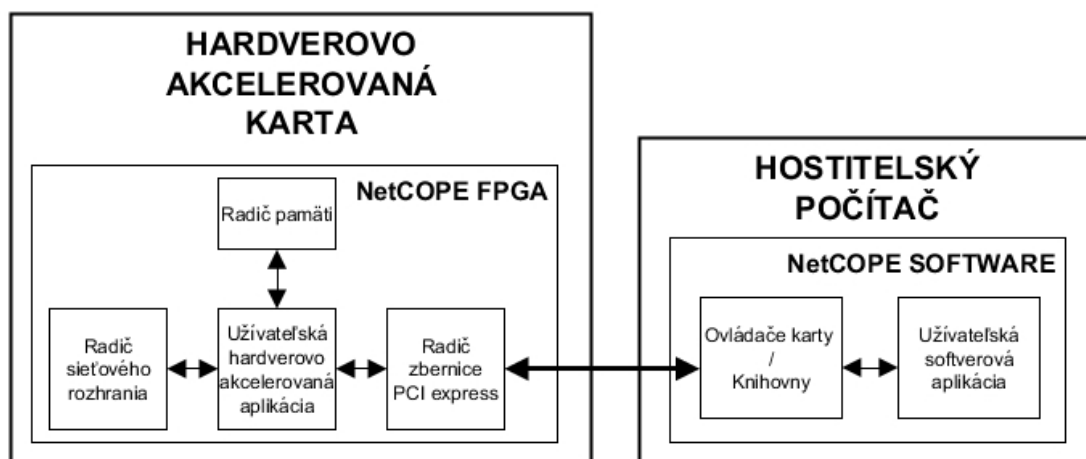 HARDVEROVO
AKCELEROVANÁ
KARTA
NetCOPE FPGA
Radič pamäti
Radič
sieťového
rozhrania
Užívateľská
hardverovo
akcelerovaná
aplikácia
Radič
zbernice
PCI express
HOSTITELSKÝ
POČÍTAČ
NetCOPE SOFTWARE
Ovládače karty
/
Knihovny
Užívateľská
softverová
aplikácia